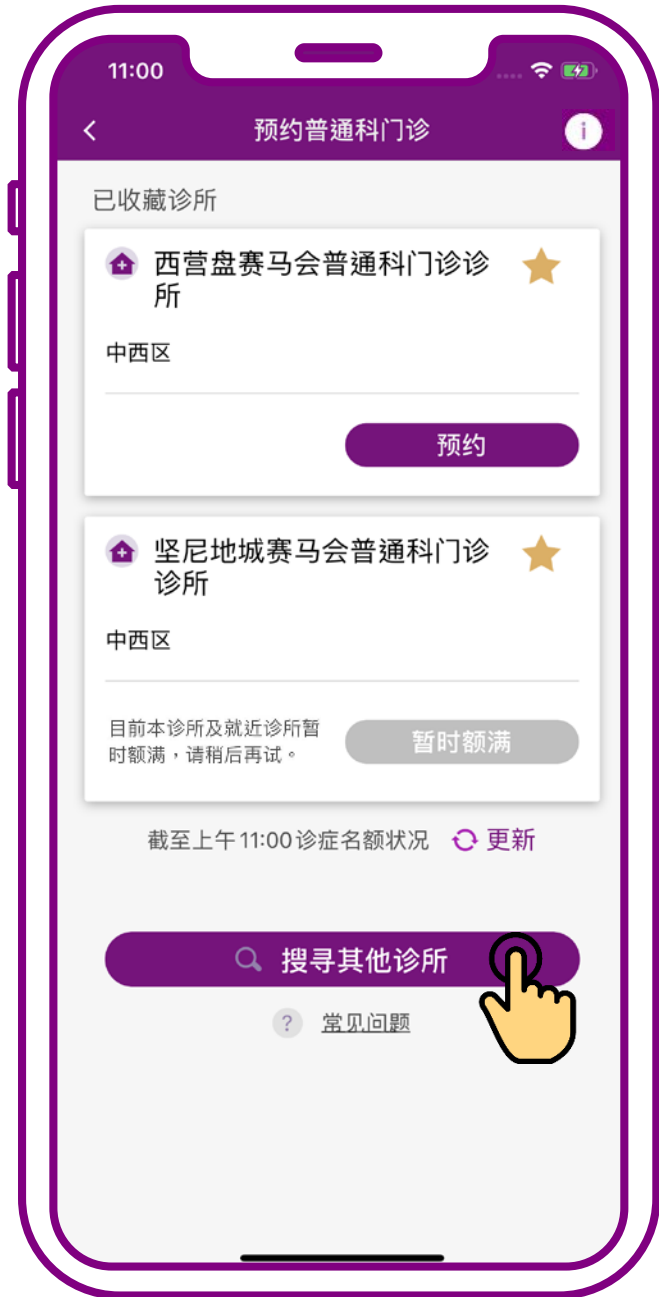 11:00
预约普通科门诊
i
已收藏诊所
西营盘赛马会普通科门诊诊
所
中西区
预约
坚尼地城赛马会普通科门诊
诊所
中西区
目前本诊所及就近诊所暂
时额满，请稍后再试。
暂时额满
截至上午11:00诊症名额状况 更新
搜寻其他诊所
? 常见问题